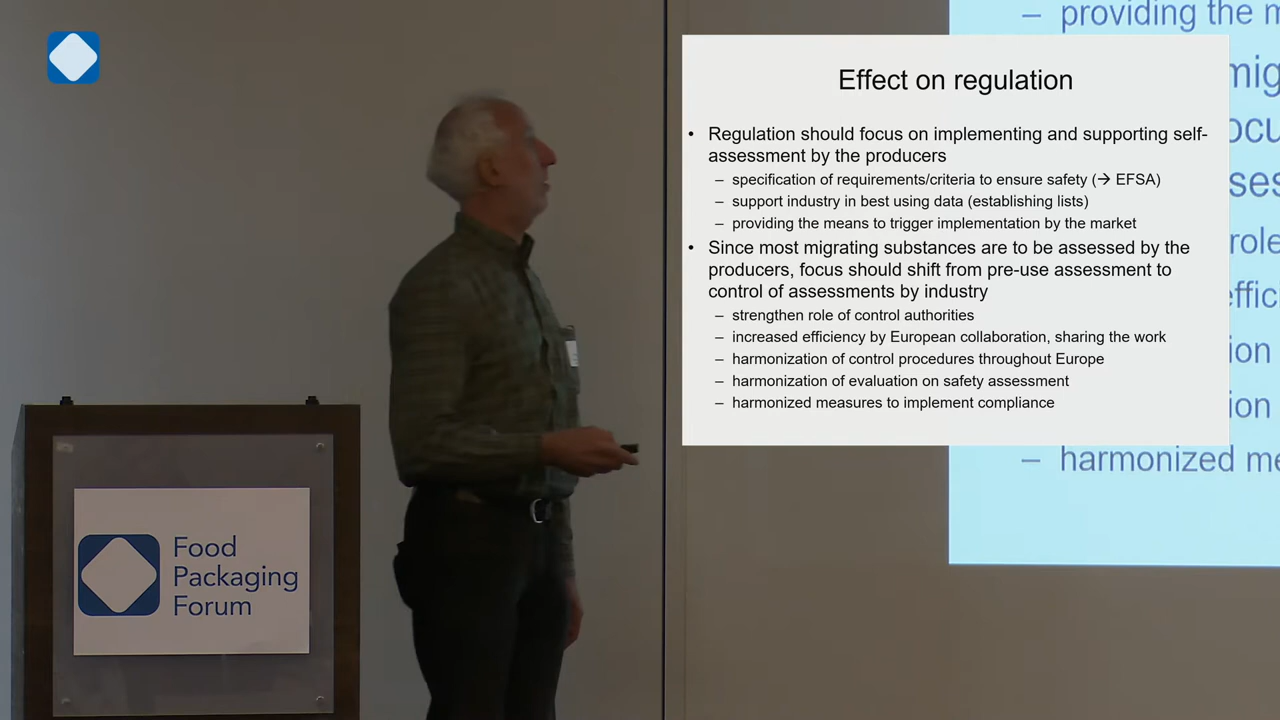 Effect on regulation
• Regulation should focus on implementing and supporting self-
assessment by the producers
– specification of requirements/criteria to ensure safety (→ EFSA)
– support industry in best using data (establishing lists)
– providing the means to trigger implementation by the market
• Since most migrating substances are to be assessed by the
producers, focus should shift from pre-use assessment to
control of assessments by industry
– strengthen role of control authorities
– increased efficiency by European collaboration, sharing the work
– harmonization of control procedures throughout Europe
– harmonization of evaluation on safety assessment
– harmonized measures to implement compliance
– providing the m
mig
ocu
ses
role
effic
ion
ion
– harmonized me
Food
Packaging
Forum